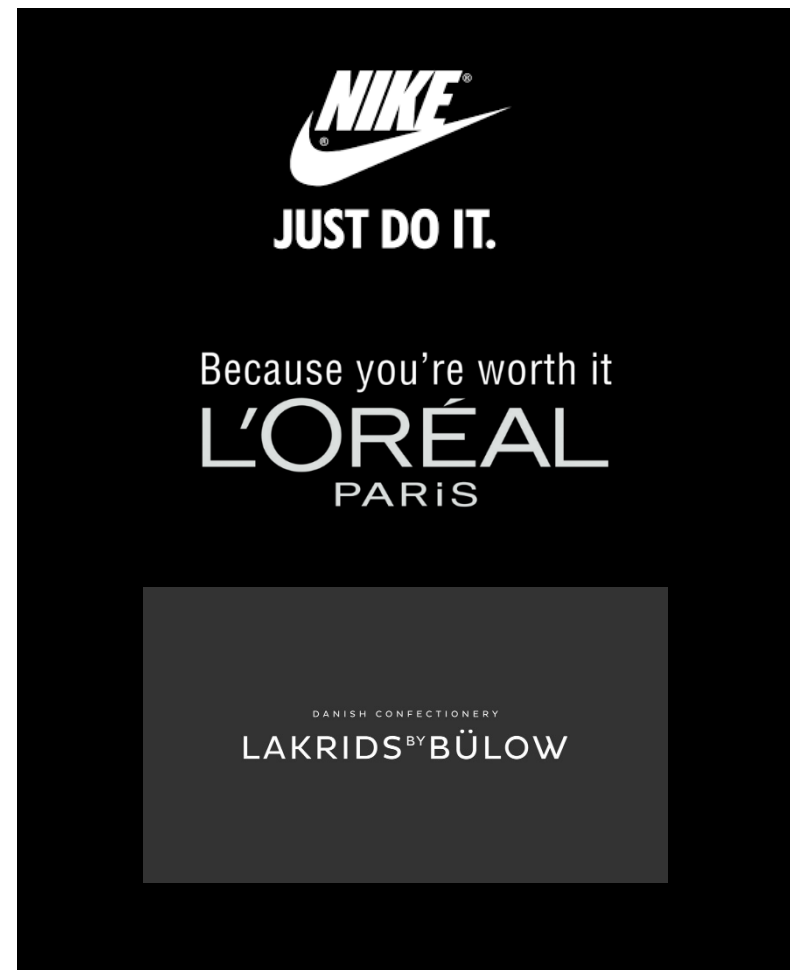 NIKE®
®
JUST DO IT.
Because you're worth it
L'ORÉAL
PARiS
DANISH CONFECTIONERY
LAKRIDS BY BÜLOW